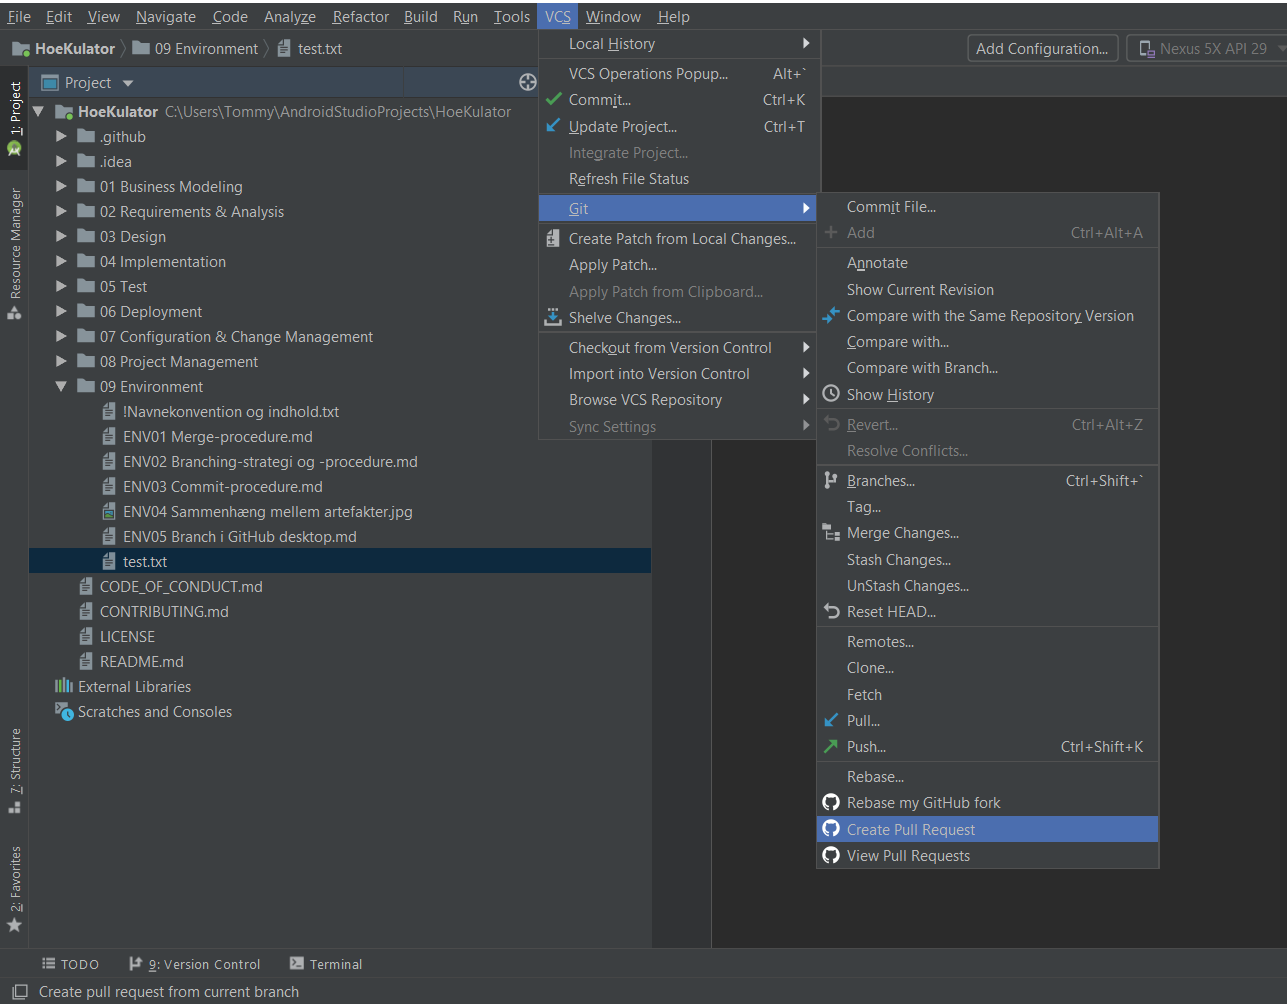 File Edit View Navigate Code Analyze Refactor Build Run Tools VCS Window Help
HoeKulator 09 Environment test.txt
Add Configuration... Nexus 5X API 29
1: Project
Resource Manager
7: Structure
2: Favorites
Project
HoeKulator C:\Users\Tommy\AndroidStudioProjects\HoeKulator
.github
.idea
01 Business Modeling
02 Requirements & Analysis
03 Design
04 Implementation
05 Test
06 Deployment
07 Configuration & Change Management
08 Project Management
09 Environment
!Navnekonvention og indhold.txt
ENV01 Merge-procedure.md
ENV02 Branching-strategi og -procedure.md
ENV03 Commit-procedure.md
ENV04 Sammenhæng mellem artefakter.jpg
ENV05 Branch i GitHub desktop.md
test.txt
CODE_OF_CONDUCT.md
CONTRIBUTING.md
LICENSE
README.md
External Libraries
Scratches and Consoles
Local History
VCS Operations Popup... Alt+`
Commit... Ctrl+K
Update Project... Ctrl+T
Integrate Project...
Refresh File Status
Git
Create Patch from Local Changes...
Apply Patch...
Apply Patch from Clipboard...
Shelve Changes...
Checkout from Version Control
Import into Version Control
Browse VCS Repository
Sync Settings
Commit File...
Add Ctrl+Alt+A
Annotate
Show Current Revision
Compare with the Same Repository Version
Compare with...
Compare with Branch...
Show History
Revert... Ctrl+Alt+Z
Resolve Conflicts...
Branches... Ctrl+Shift+`
Tag...
Merge Changes...
Stash Changes...
UnStash Changes...
Reset HEAD...
Remotes...
Clone...
Fetch
Pull...
Push... Ctrl+Shift+K
Rebase...
Rebase my GitHub fork
Create Pull Request
View Pull Requests
TODO 9: Version Control Terminal
Create pull request from current branch